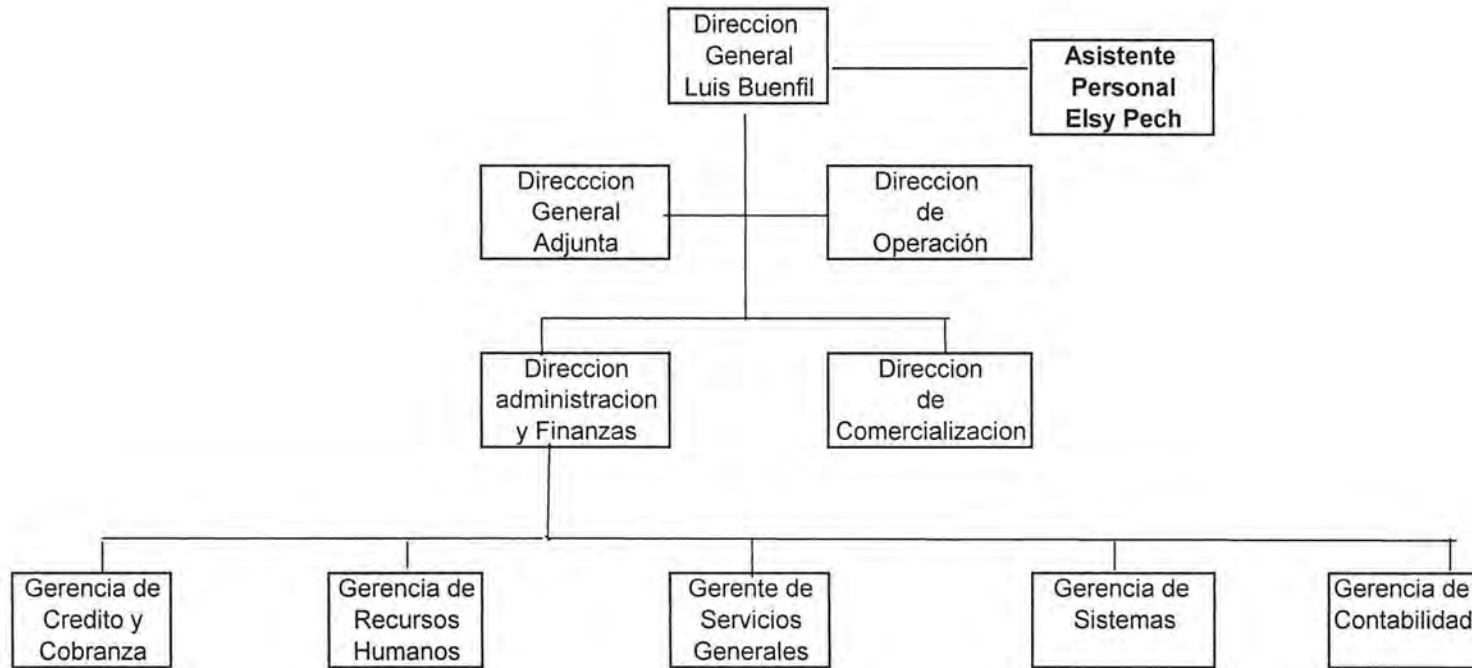 Direccion
General
Luis Buenfil
Asistente
Personal
Elsy Pech
Direcccion
General
Adjunta
Direccion
de
Operación
Direccion
administracion
y Finanzas
Direccion
de
Comercializacion
Gerencia de
Credito y
Cobranza
Gerencia de
Recursos
Humanos
Gerente de
Servicios
Generales
Gerencia de
Sistemas
Gerencia de
Contabilidad